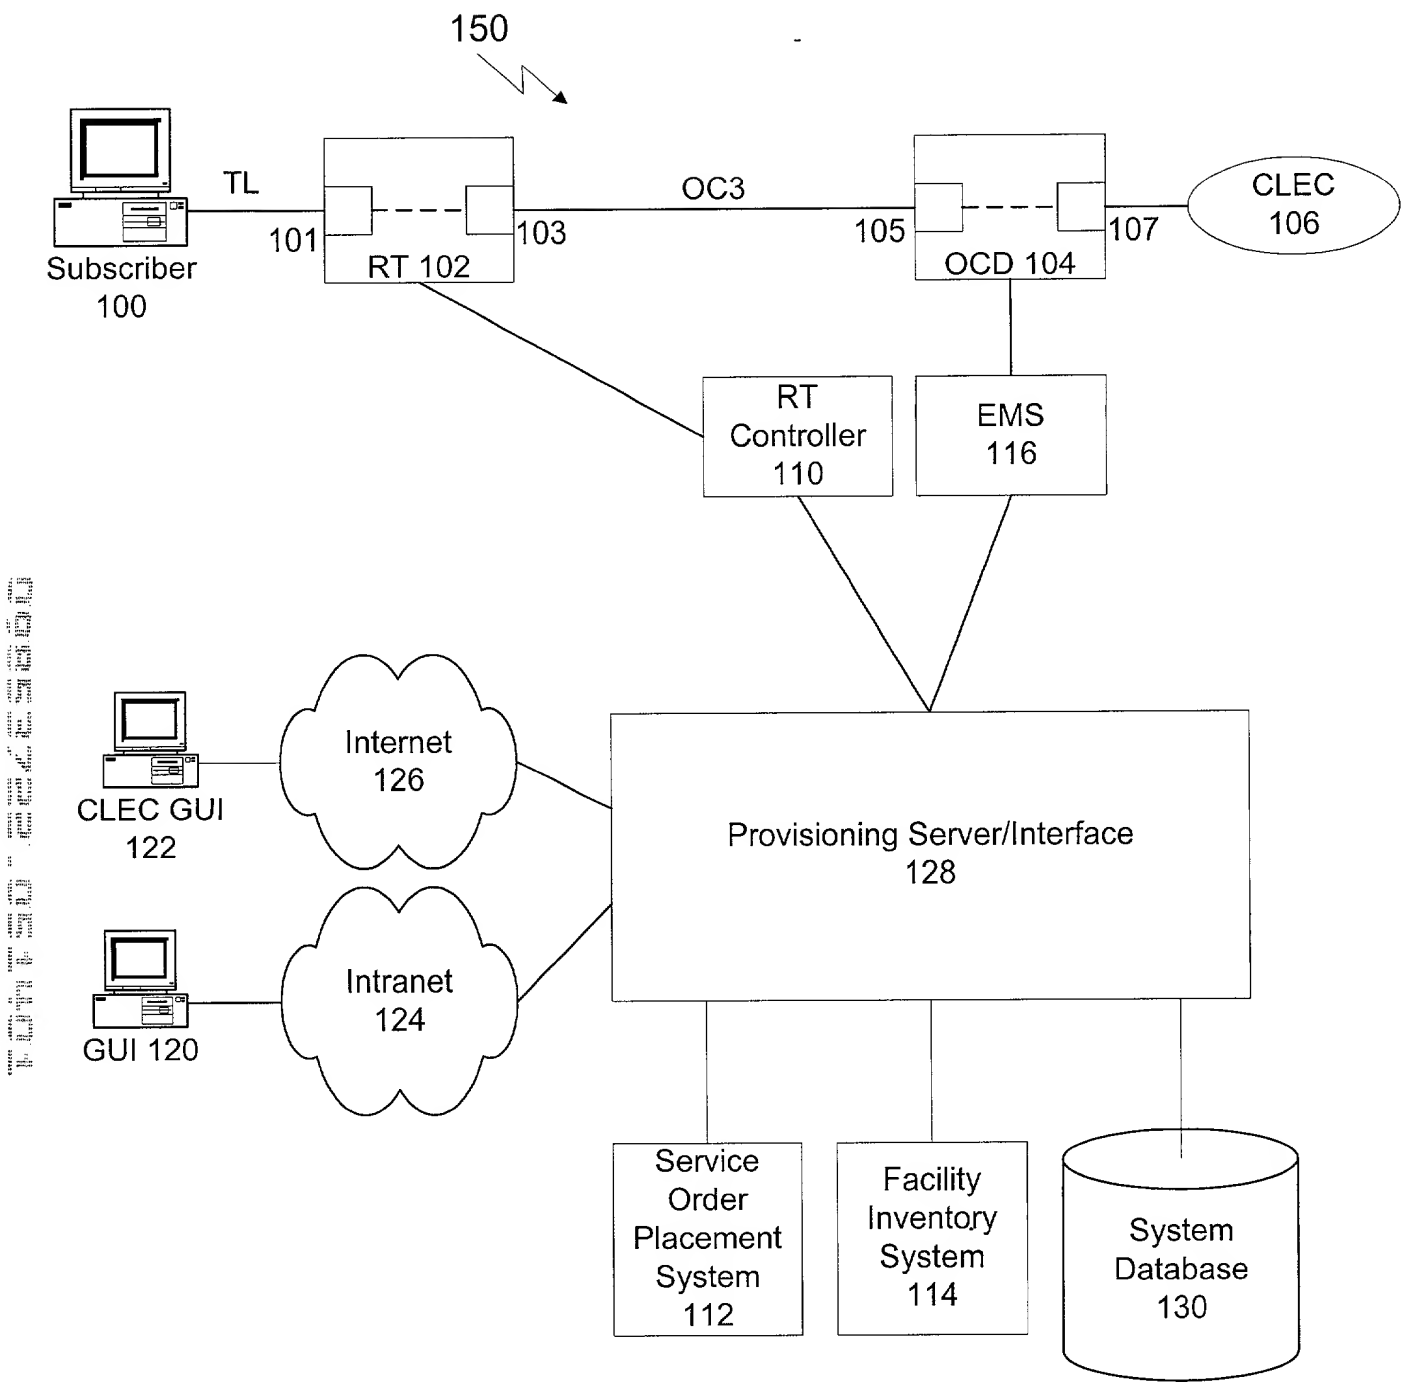 150
TL
OC3
CLEC
106
101
103
105
107
RT 102
OCD 104
Subscriber
100
RT
Controller
110
EMS
116
Internet
126
CLEC GUI
122
Provisioning Server/Interface
128
Intranet
124
GUI 120
Service
Order
Placement
System
112
Facility
Inventory
System
114
System
Database
130